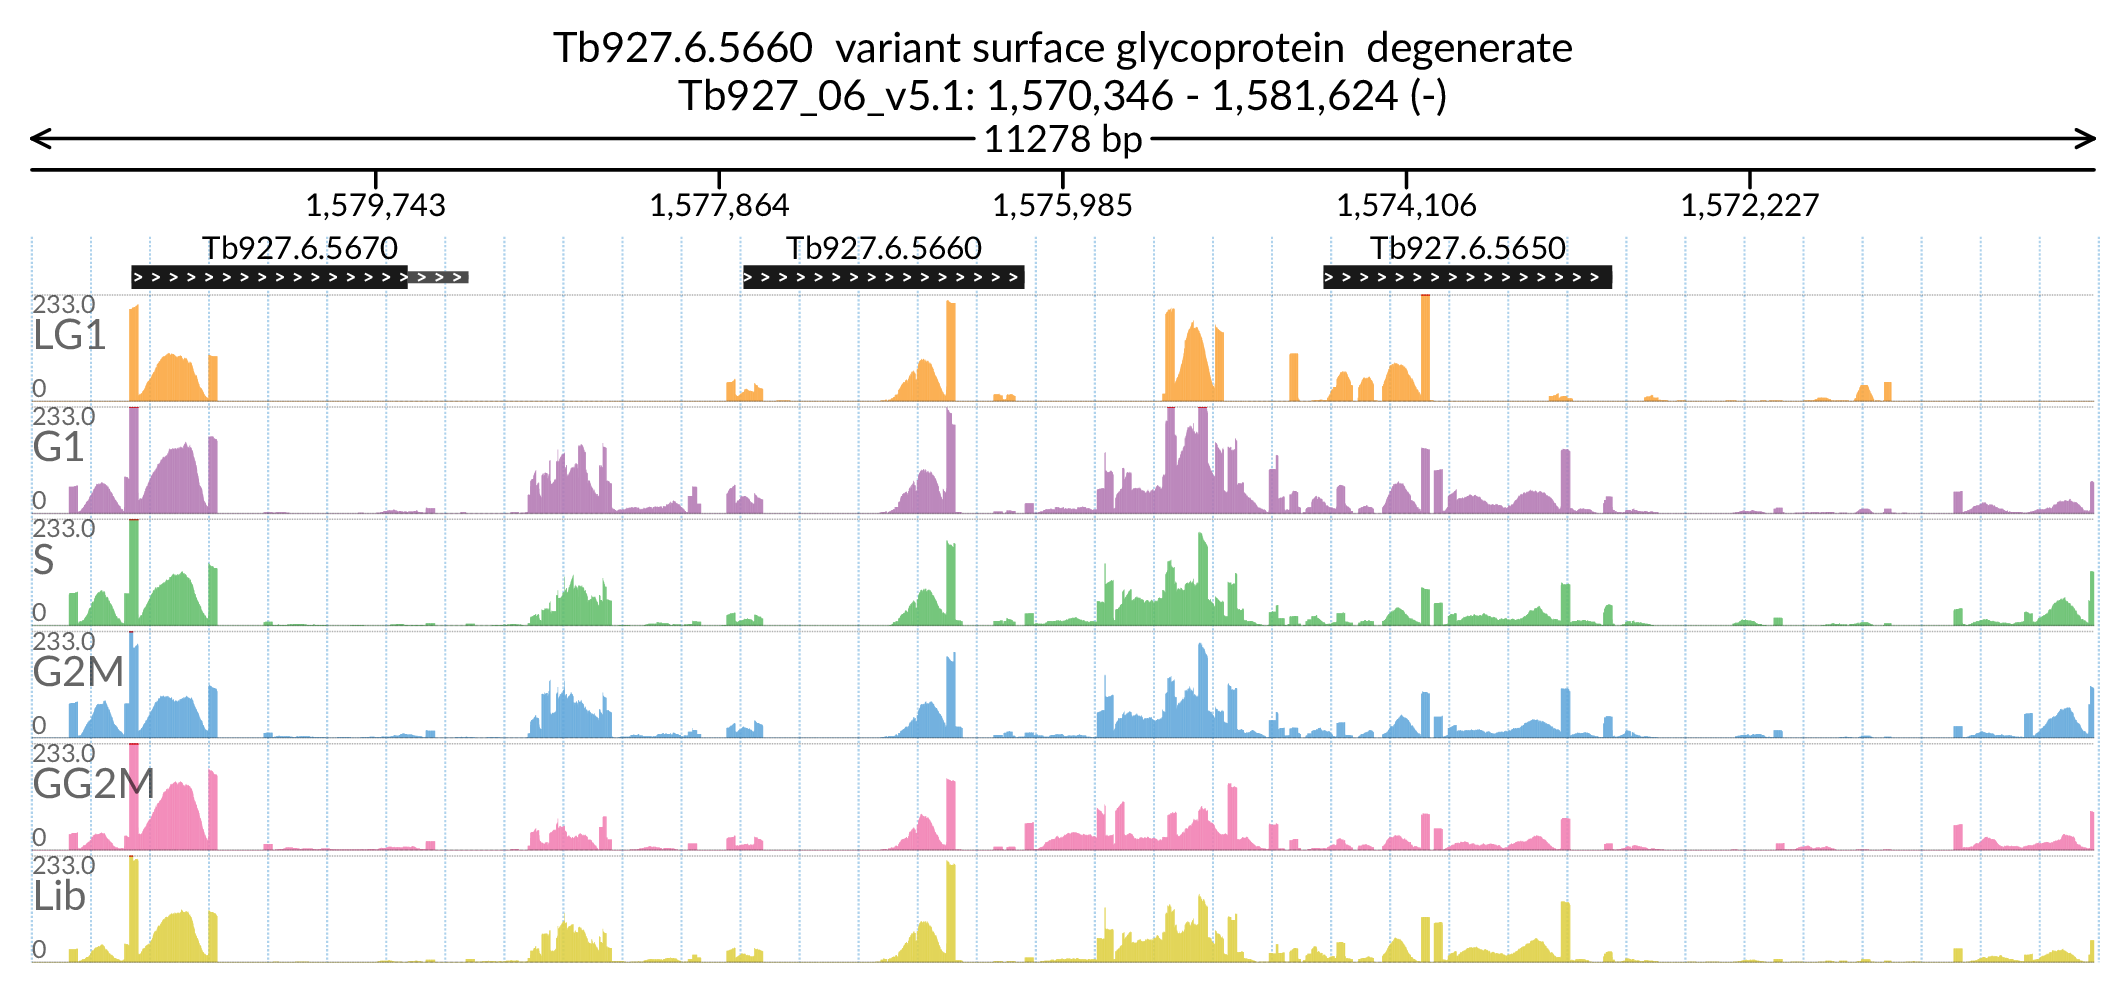 Tb927.6.5660  variant surface glycoprotein  degenerate
Tb927_06_v5.1: 1,570,346 - 1,581,624 (-)
11278 bp
1,579,743 1,577,864 1,575,985 1,574,106 1,572,227
Tb927.6.5670 Tb927.6.5660 Tb927.6.5650
233.0
LG1
0
233.0
G1
0
233.0
S
0
233.0
G2M
0
233.0
GG2M
0
233.0
Lib
0